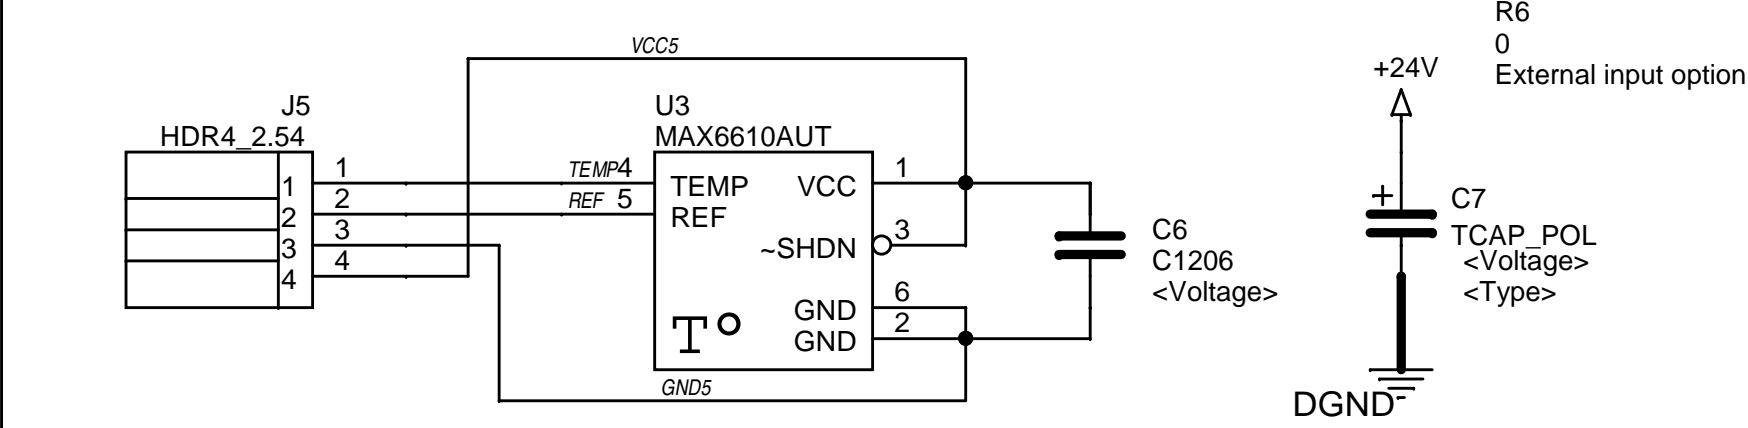 R6
0
External input option
VCC5
+24V
J5
HDR4_2.54
U3
MAX6610AUT
1
1
TEMP
4
TEMP
VCC
1
2
2
REF
5
REF
3
3
~SHDN
3
4
4
GND
6
GND
2
T°
GND5
C6
C1206
<Voltage>
+
C7
TCAP_POL
<Voltage>
<Type>
DGND